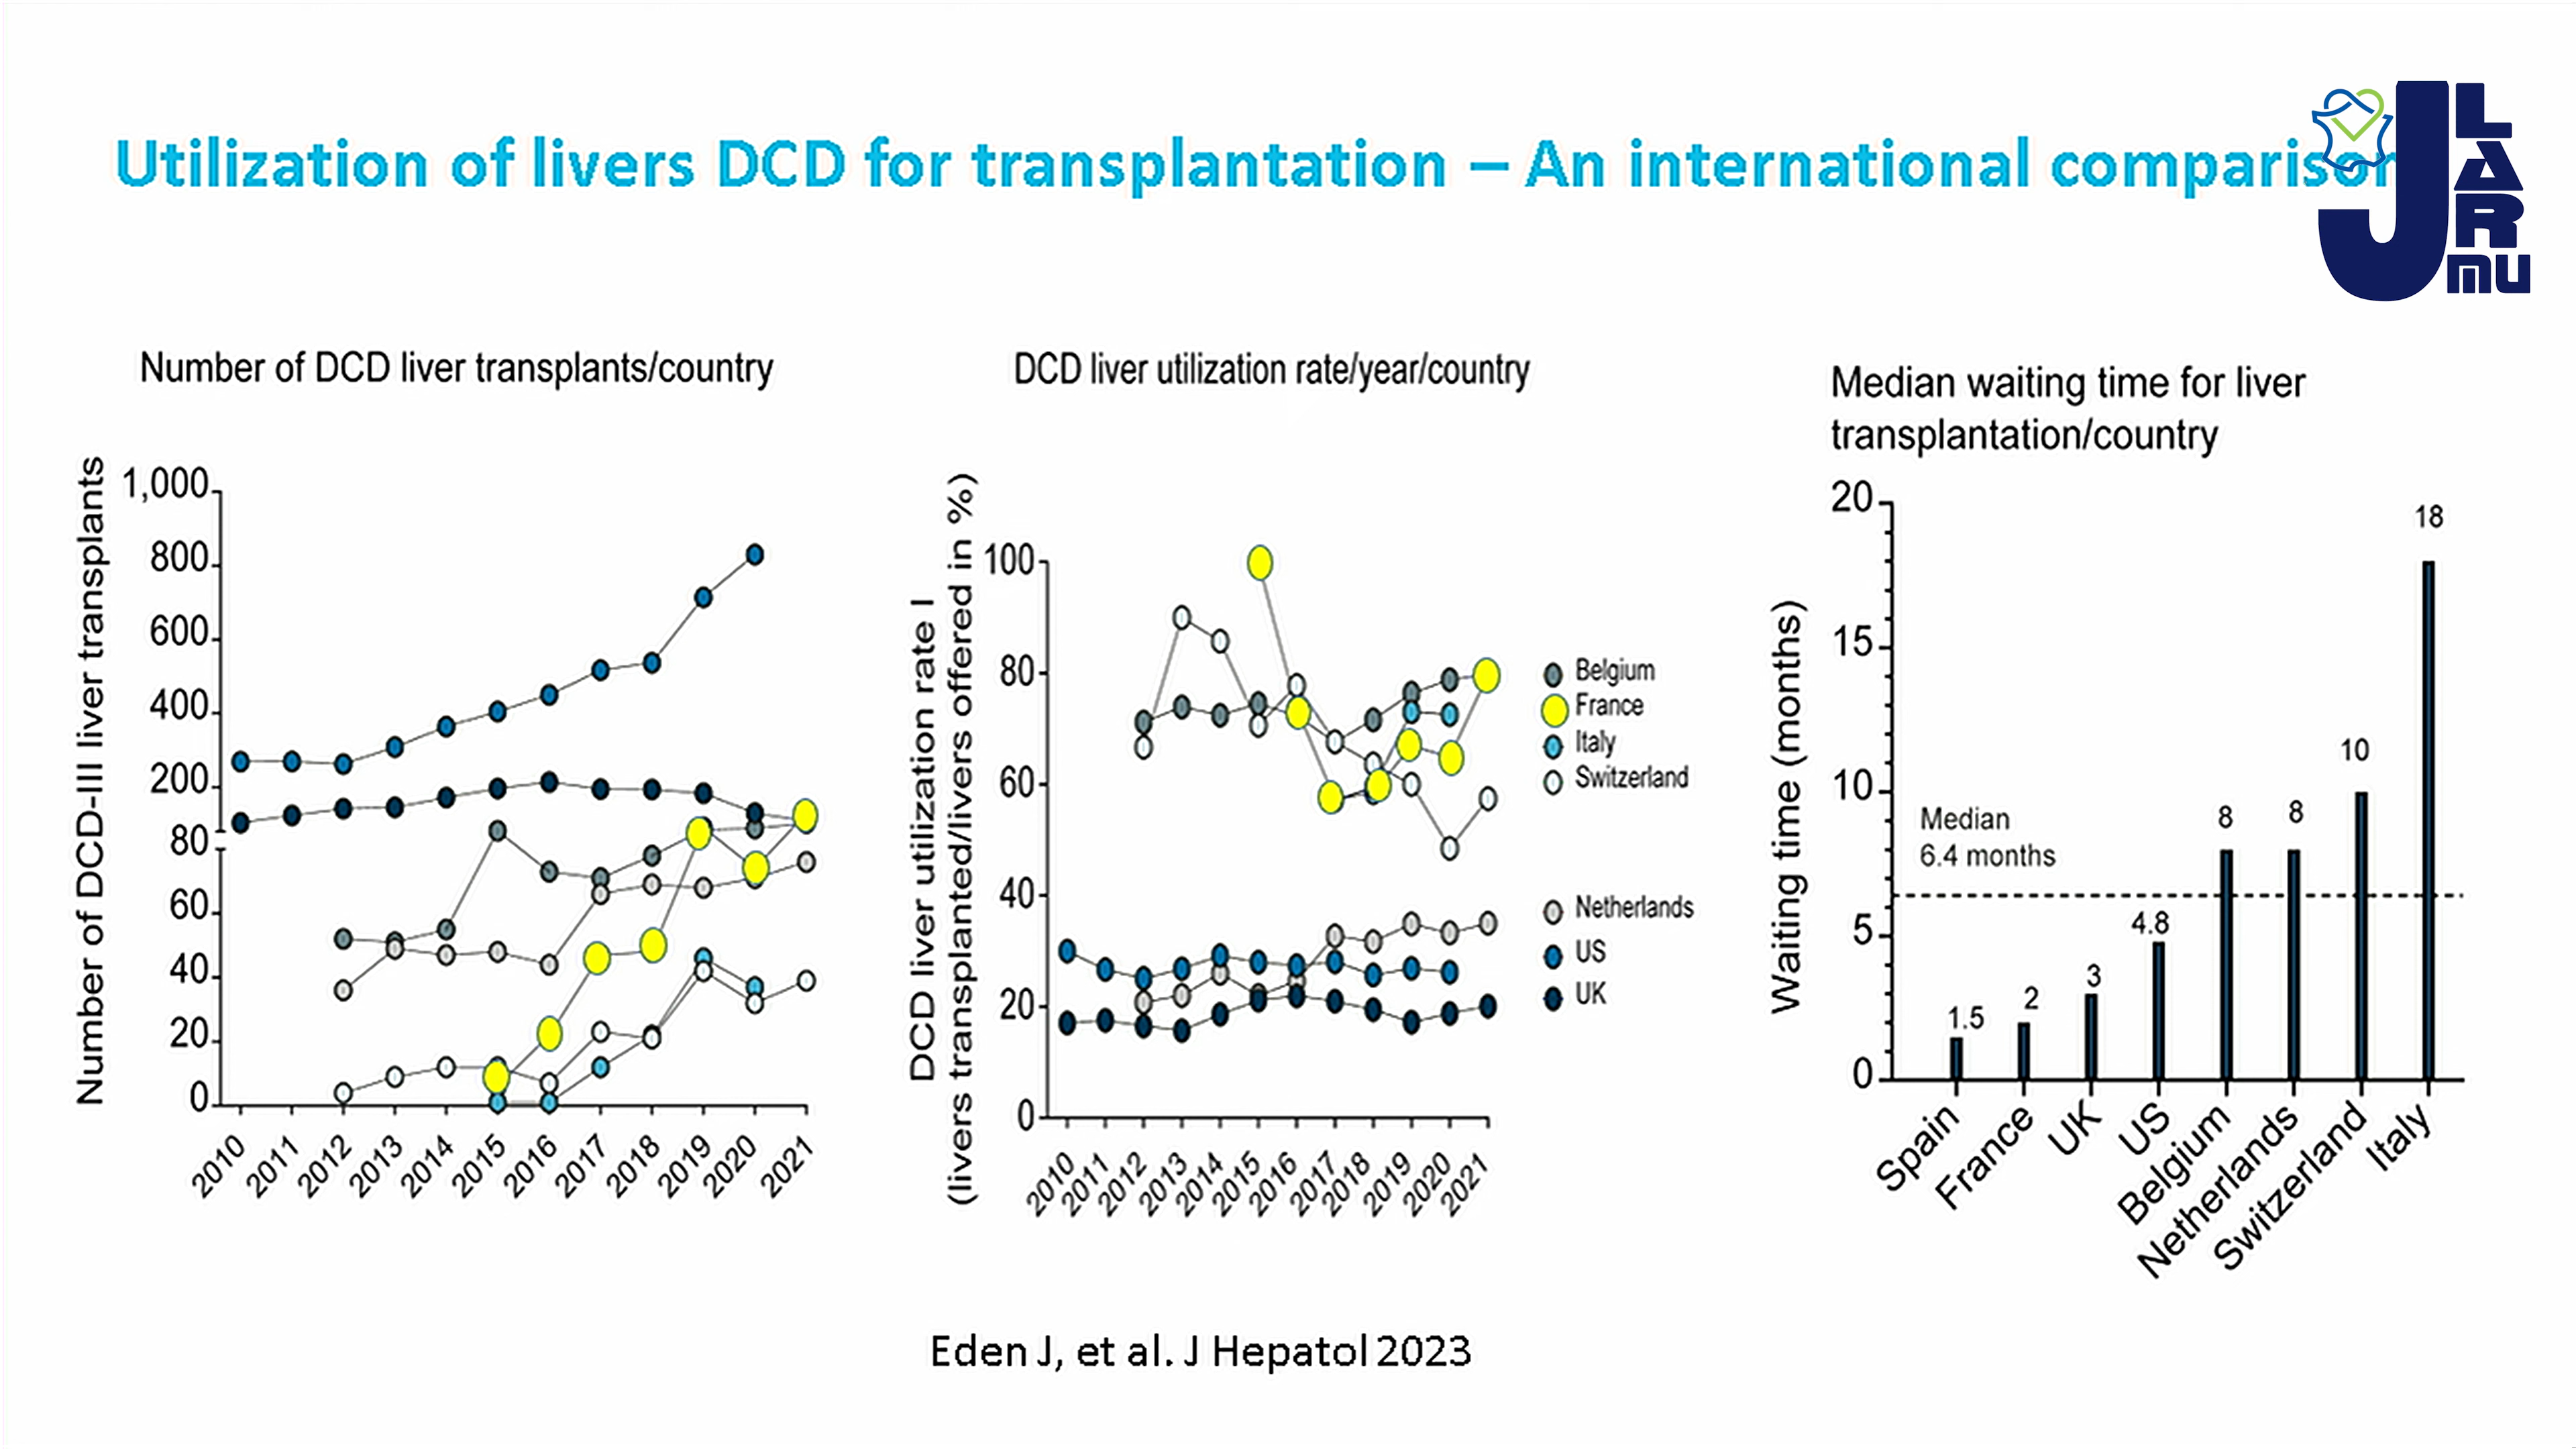 Utilization of livers DCD for transplantation – An international comparison
J
L
A
R
MU
Number of DCD liver transplants/country
Number of DCD-III liver transplants
1,000
800
600
400
200
80
60
40
20
0
2010
2011
2012
2013
2014
2015
2016
2017
2018
2019
2020
2021
DCD liver utilization rate/year/country
DCD liver utilization rate I
(livers transplanted/livers offered in %)
100
80
60
40
20
0
2010
2011
2012
2013
2014
2015
2016
2017
2018
2019
2020
2021
Belgium
France
Italy
Switzerland
Netherlands
US
UK
Median waiting time for liver
transplantation/country
Waiting time (months)
20
15
10
5
0
Median
6.4 months
1.5
2
3
4.8
8
8
10
18
Spain
France
UK
US
Belgium
Netherlands
Switzerland
Italy
Eden J, et al. J Hepatol 2023